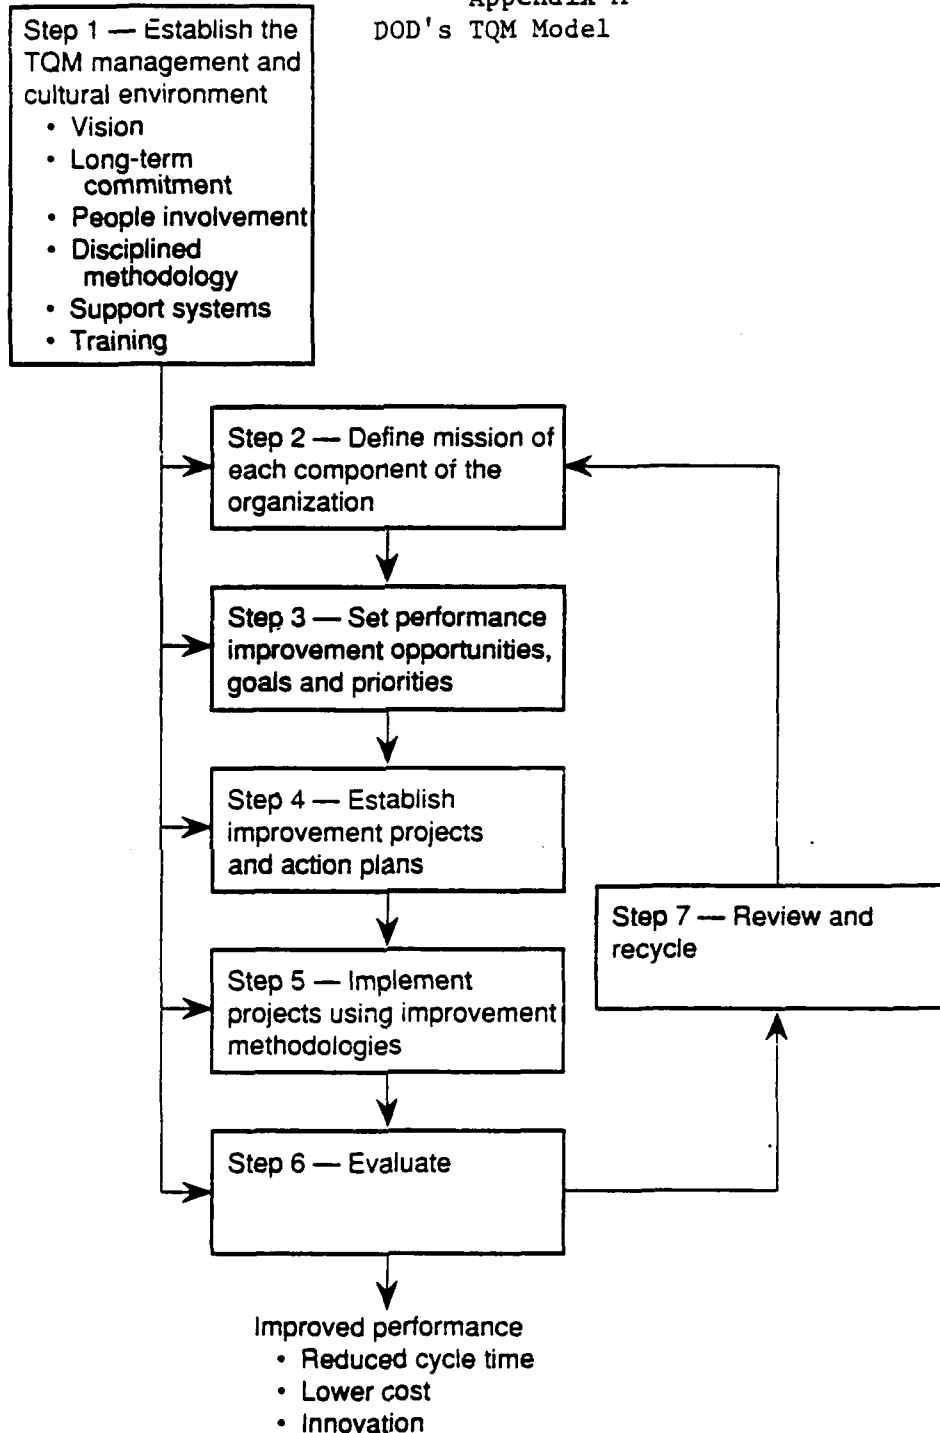 Appendix A
DOD's TQM Model
Step 1 — Establish the
TQM management and
cultural environment
• Vision
• Long-term
commitment
• People involvement
• Disciplined
methodology
• Support systems
• Training
Step 2 — Define mission of
each component of the
organization
Step 3 — Set performance
improvement opportunities,
goals and priorities
Step 4 — Establish
improvement projects
and action plans
Step 5 — Implement
projects using improvement
methodologies
Step 6 — Evaluate
Step 7 — Review and
recycle
Improved performance
• Reduced cycle time
• Lower cost
• Innovation